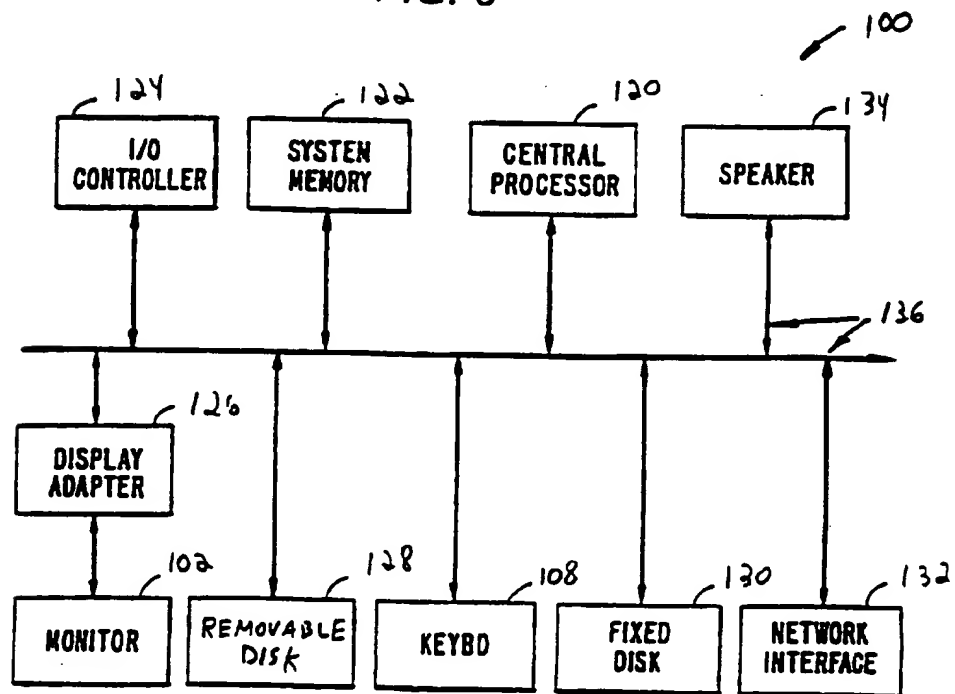 100
124
122
120
134
I/O
CONTROLLER
SYSTEM
MEMORY
CENTRAL
PROCESSOR
SPEAKER
136
126
DISPLAY
ADAPTER
102
128
108
130
132
MONITOR
REMOVABLE
DISK
KEYBD
FIXED
DISK
NETWORK
INTERFACE